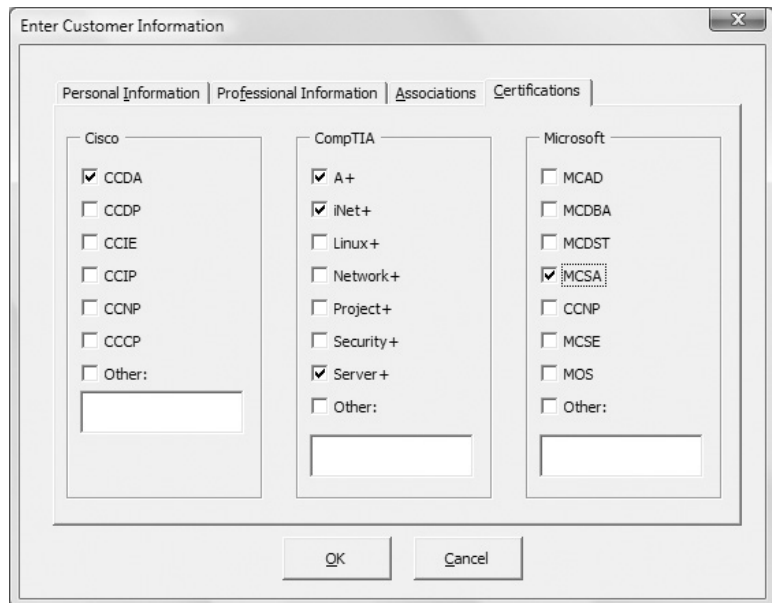 Enter Customer Information
X
Personal Information
Professional Information
Associations
Certifications
Cisco
CCDA
CCDP
CCIE
CCIP
CCNP
CCCP
Other:
CompTIA
A+
iNet+
Linux+
Network+
Project+
Security+
Server+
Other:
Microsoft
MCAD
MCDBA
MCDST
MCSA
CCNP
MCSE
MOS
Other:
OK
Cancel